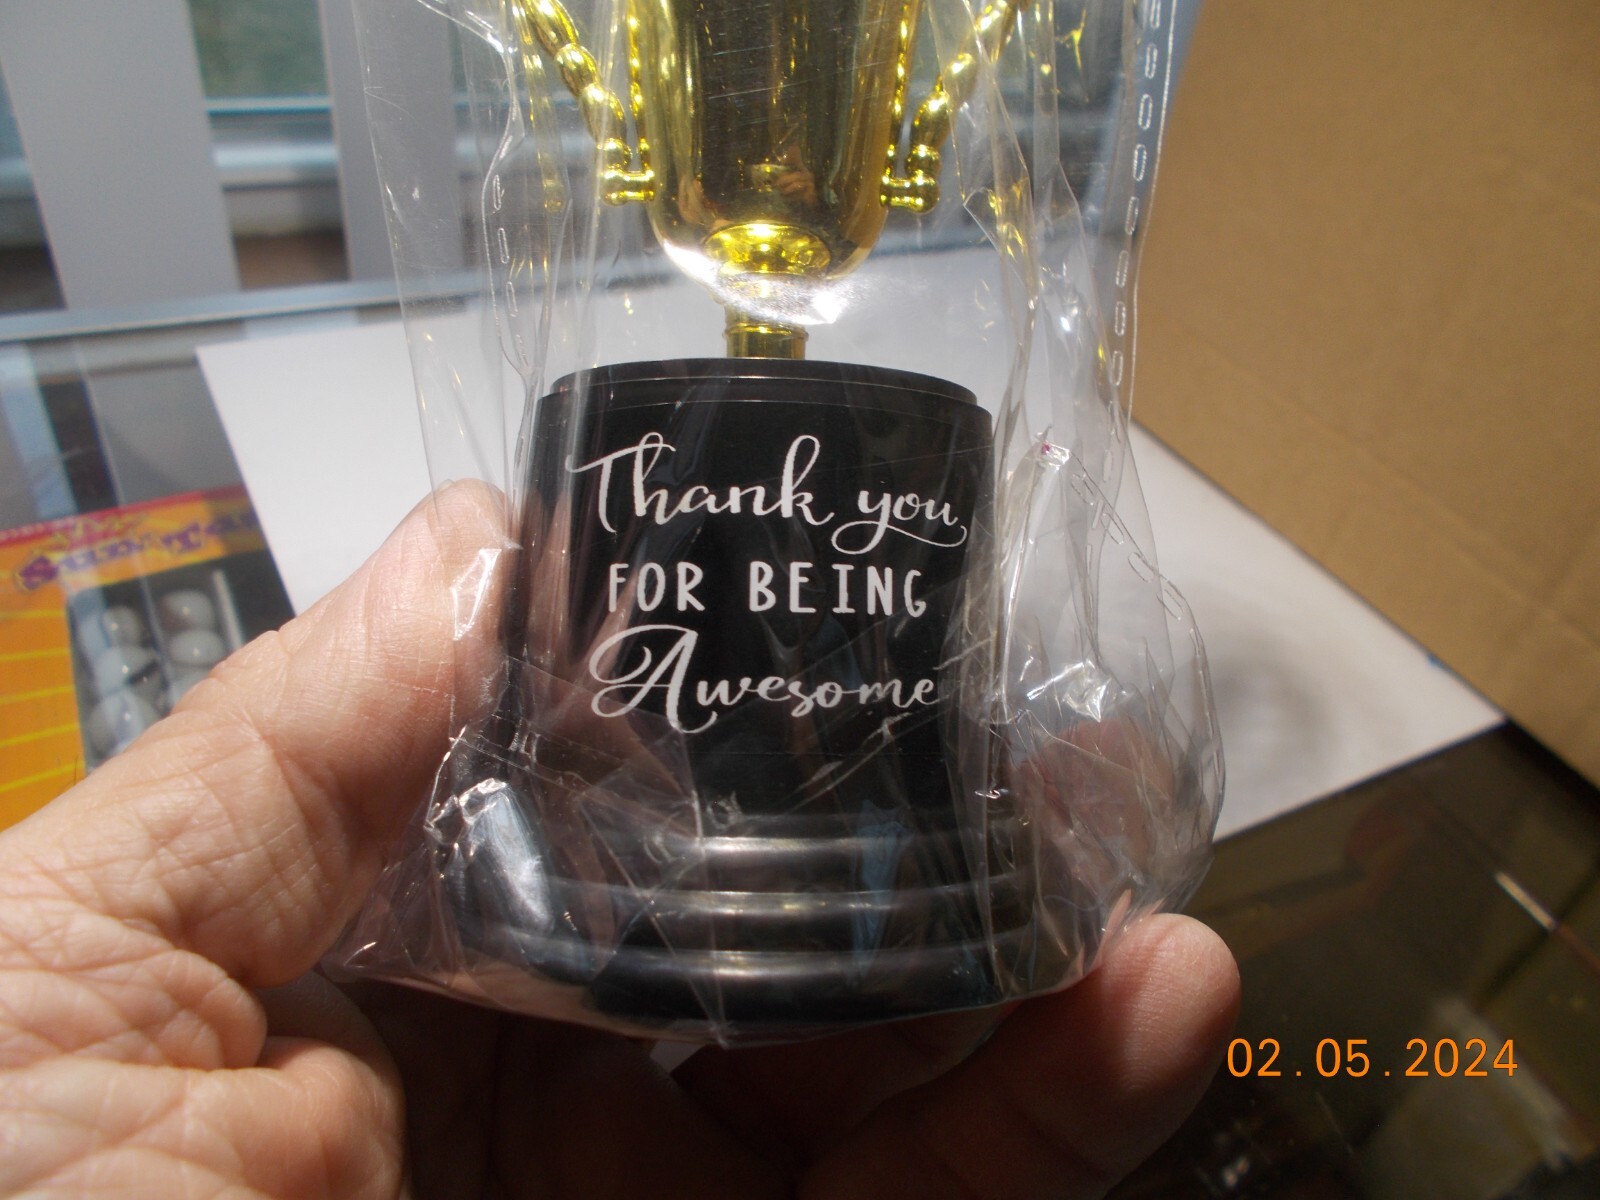 Thank you
FOR BEING
Awesome
02.05.2024